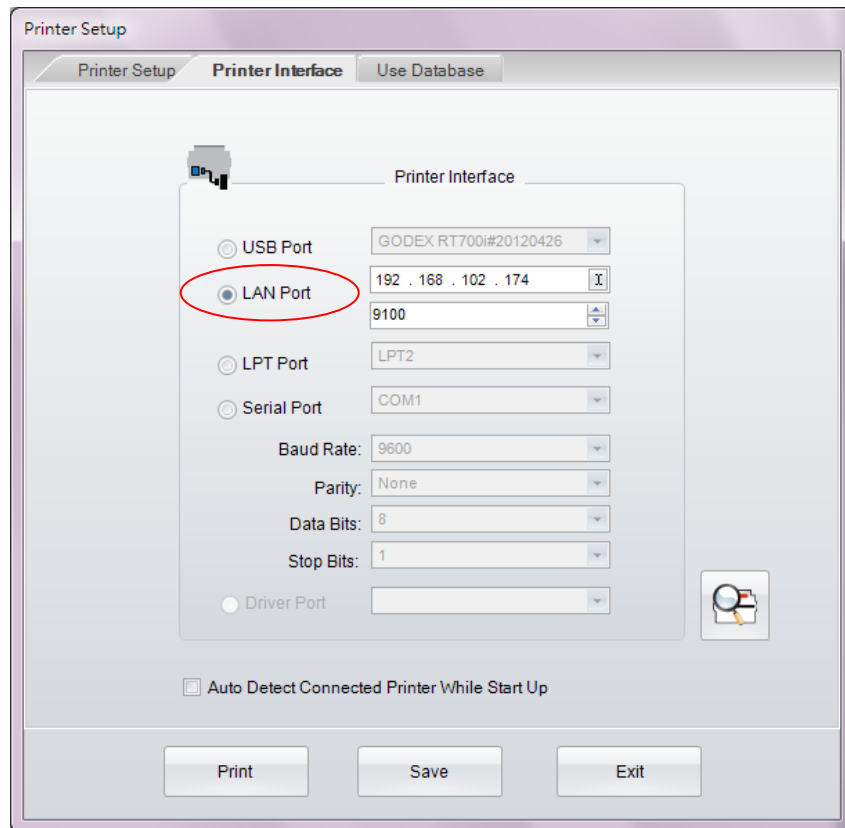 Printer Setup
Printer Setup Printer Interface Use Database
Printer Interface
USB Port GODEX RT700i#20120426
LAN Port 192 . 168 . 102 . 174
9100
LPT Port LPT2
Serial Port COM1
Baud Rate: 9600
Parity: None
Data Bits: 8
Stop Bits: 1
Driver Port
Auto Detect Connected Printer While Start Up
Print Save Exit